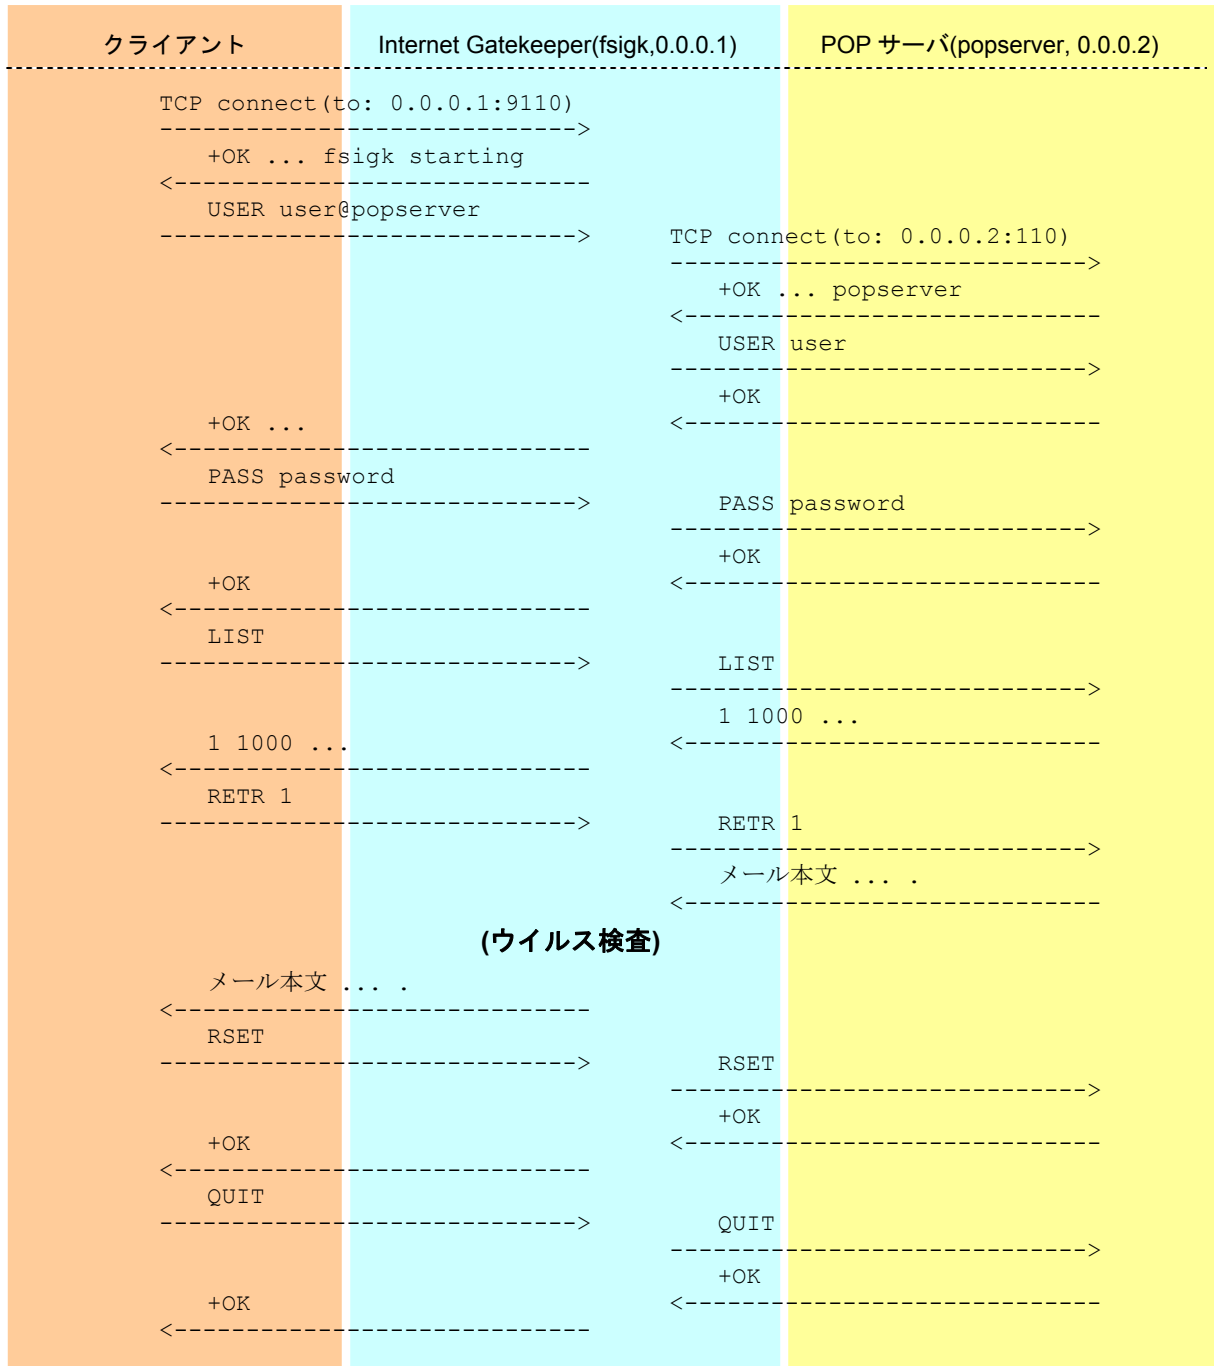 クライアント Internet Gatekeeper(fsigk,0.0.0.1) POP サーバ(popserver, 0.0.0.2)
TCP connect(to: 0.0.0.1:9110)
----------------------------->
+OK ... fsigk starting
<-----------------------------
USER user@popserver
-----------------------------> TCP connect(to: 0.0.0.2:110)
----------------------------->
+OK ... popserver
<-----------------------------
USER user
----------------------------->
+OK
+OK ... <-----------------------------
<-----------------------------
PASS password
-----------------------------> PASS password
----------------------------->
+OK
+OK <-----------------------------
<-----------------------------
LIST
-----------------------------> LIST
----------------------------->
1 1000 ...
1 1000 ... <-----------------------------
<-----------------------------
RETR 1
-----------------------------> RETR 1
----------------------------->
メール本文 ... .
<-----------------------------
(ウイルス検査)
メール本文 ... .
<-----------------------------
RSET
-----------------------------> RSET
----------------------------->
+OK
+OK <-----------------------------
<-----------------------------
QUIT
-----------------------------> QUIT
----------------------------->
+OK
+OK <-----------------------------
<-----------------------------